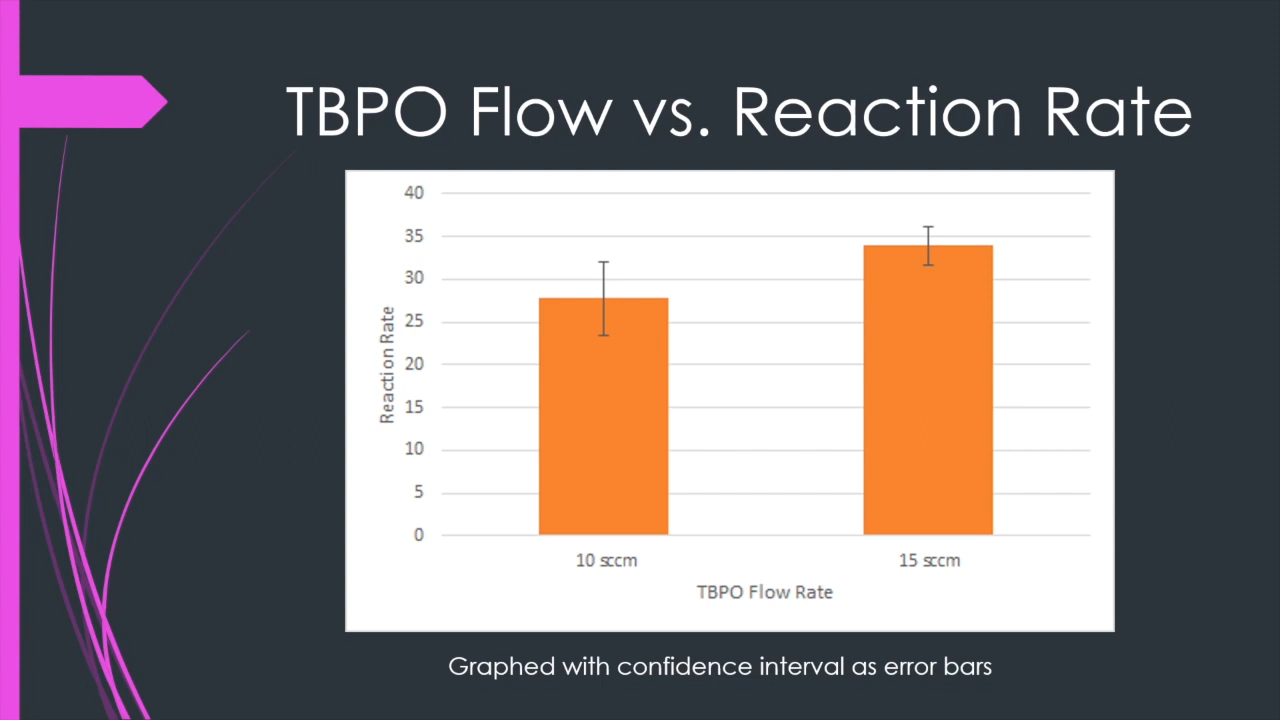 TBPO Flow vs. Reaction Rate
40
35
30
25
20
15
10
5
0
Reaction Rate
10 sccm
15 sccm
TBPO Flow Rate
Graphed with confidence interval as error bars